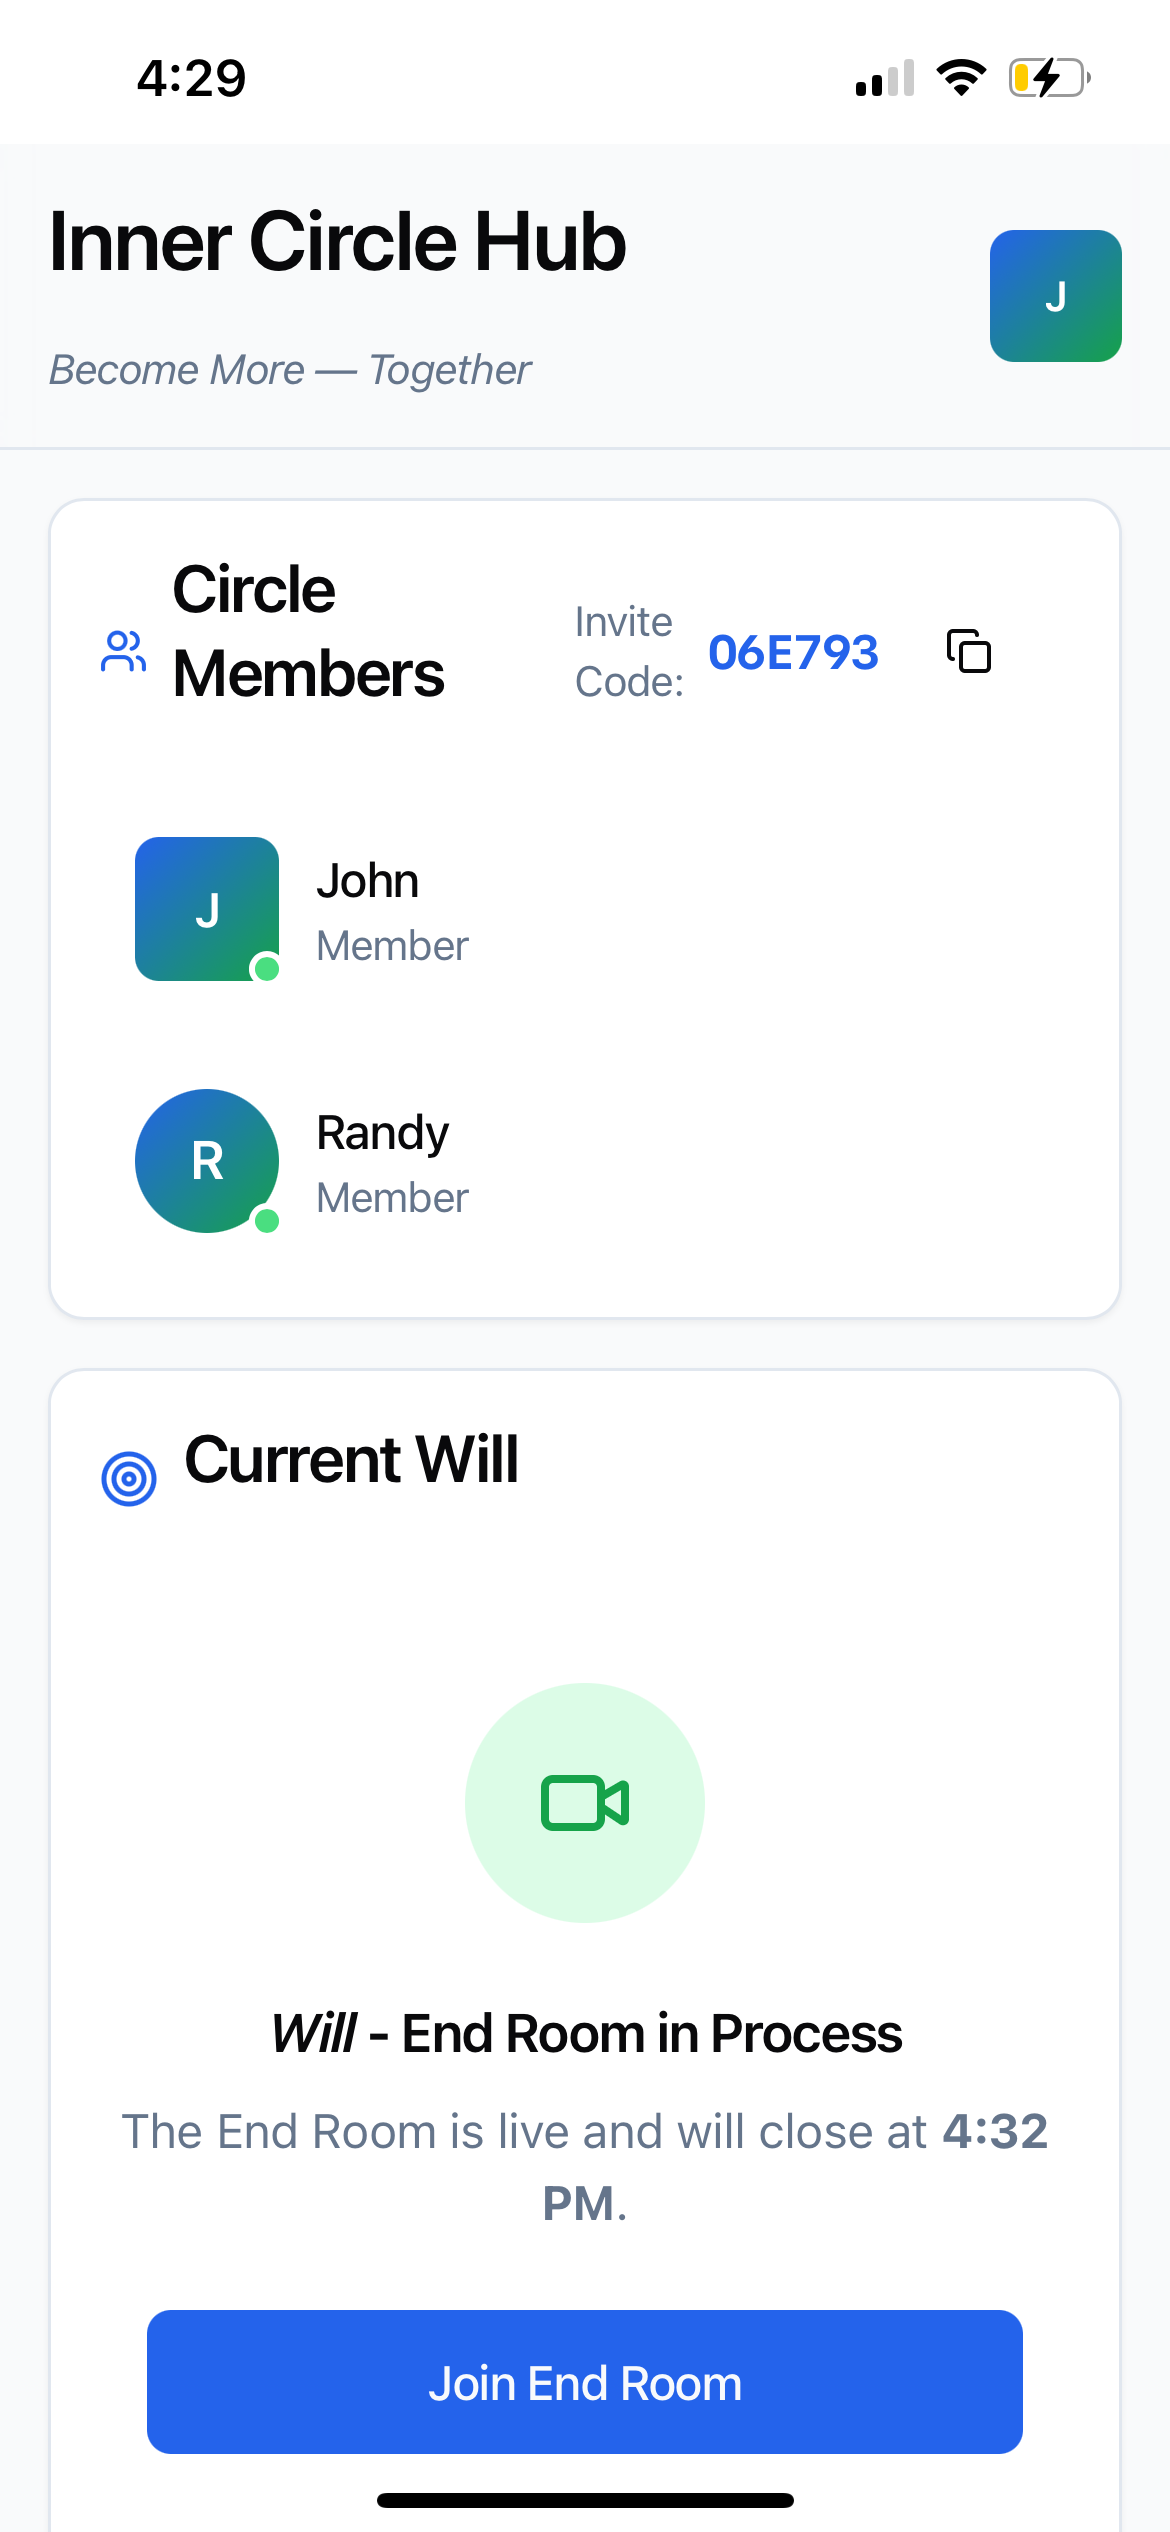 4:29
Inner Circle Hub
J
Become More — Together
Circle
Members
Invite
Code:
06E793
J
John
Member
R
Randy
Member
Current Will
Will - End Room in Process
The End Room is live and will close at 4:32
PM.
Join End Room